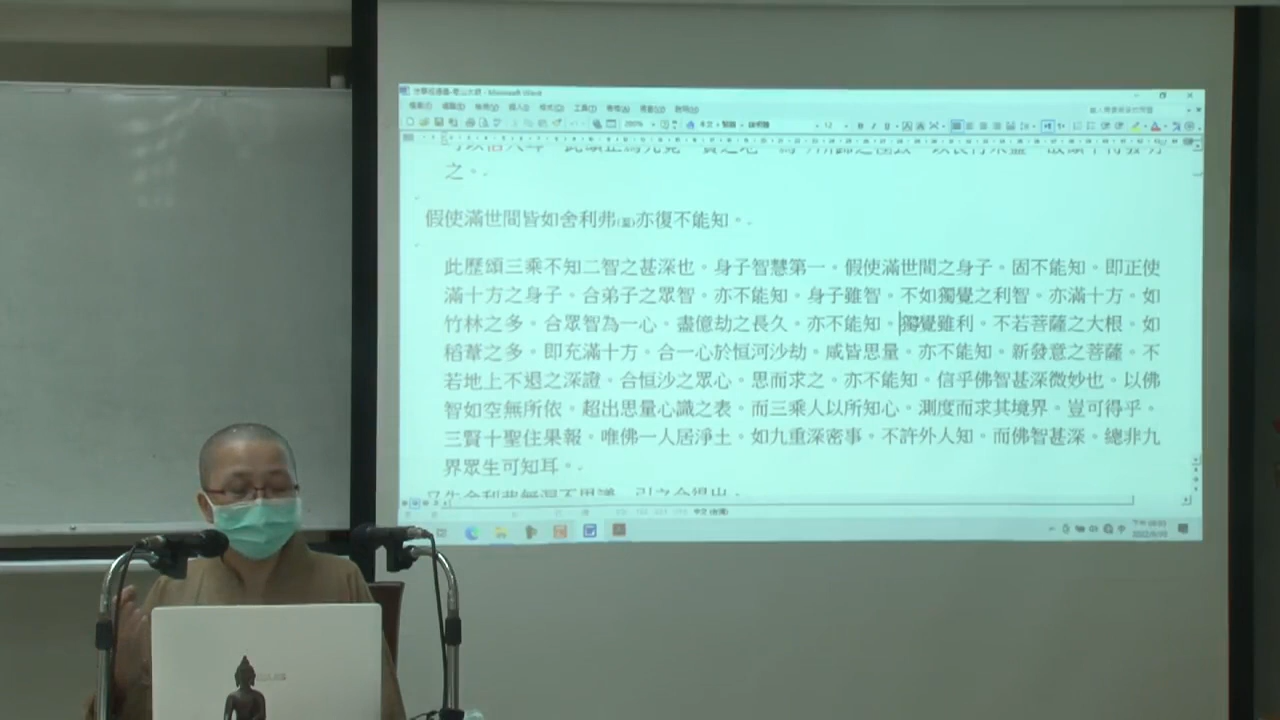 之。
假使滿世間皆如舍利弗(至)亦復不能知。
此歷頌三乘不知二智之甚深也。身子智慧第一。假使滿世間之身子。固不能知。即正使
滿十方之身子。合弟子之眾智。亦不能知。身子雖智。不如獨覺之利智。亦滿十方。如
竹林之多。合眾智為一心。盡億劫之長久。亦不能知。獨覺雖利。不若菩薩之大根。如
稻葦之多。即充滿十方。合一心於恒河沙劫。咸皆思量。亦不能知。新發意之菩薩。不
若地上不退之深證。合恒沙之眾心。思而求之。亦不能知。信乎佛智甚深微妙也。以佛
智如空無所依。超出思量心識之表。而三乘人以所知心。測度而求其境界。豈可得乎。
三賢十聖住果報。唯佛一人居淨土。如九重深密事。不許外人知。而佛智甚深。總非九
界眾生可知耳。
中文(台灣)